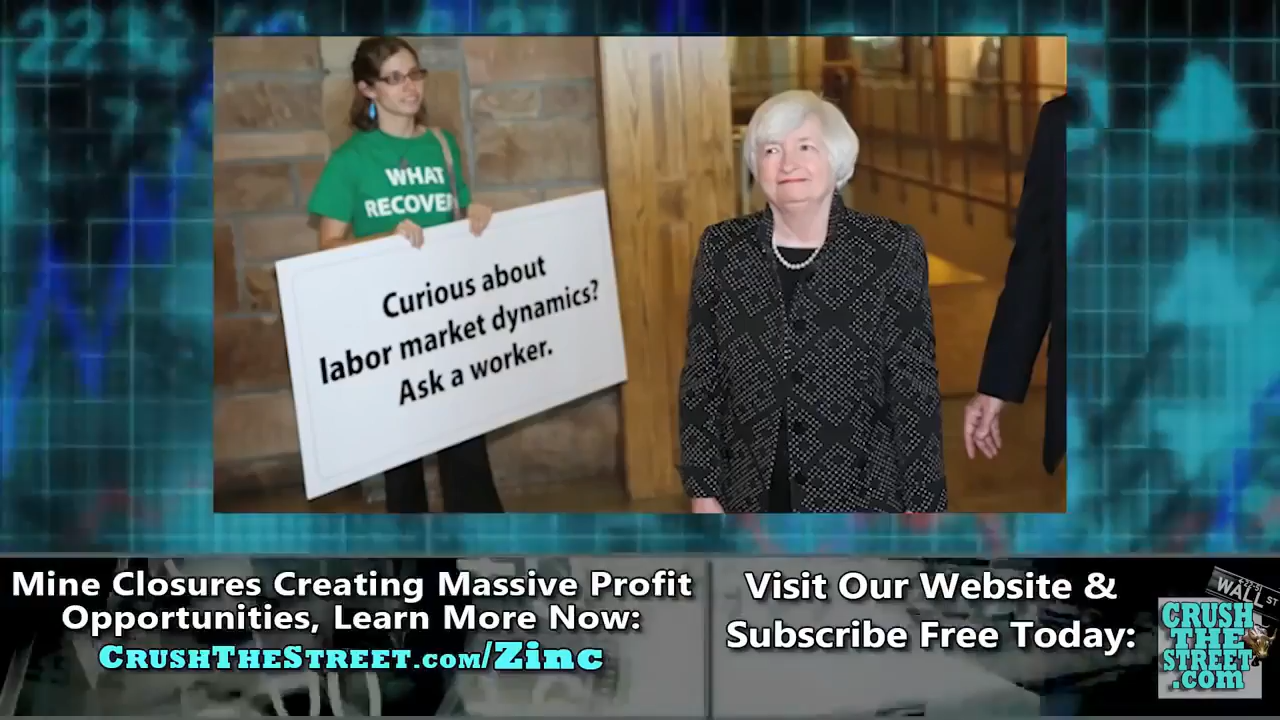 WHAT
RECOVER
Curious about
labor market dynamics?
Ask a worker.
Mine Closures Creating Massive Profit
Opportunities, Learn More Now:
CRUSHTHESTREET.COM/Zinc
Visit Our Website &
Subscribe Free Today:
WALL ST
CRUSH
THE
STREET
.com